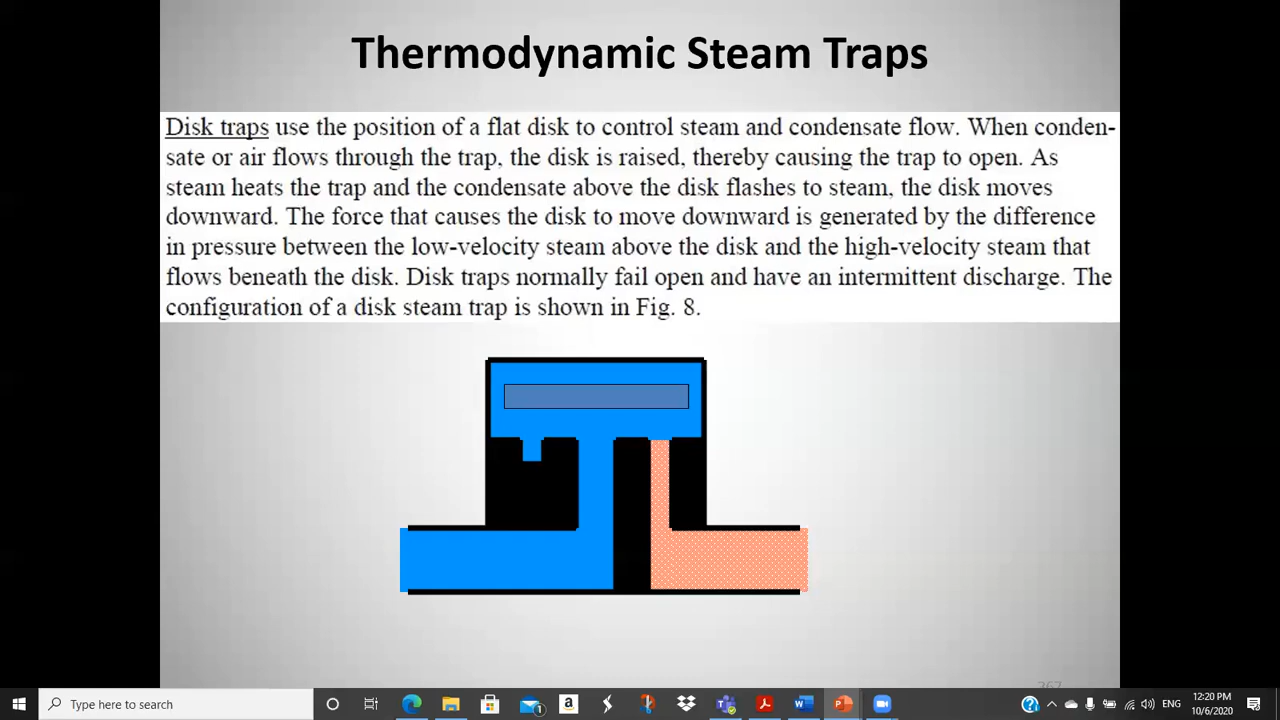 Thermodynamic Steam Traps
Disk traps use the position of a flat disk to control steam and condensate flow. When conden-
sate or air flows through the trap, the disk is raised, thereby causing the trap to open. As
steam heats the trap and the condensate above the disk flashes to steam, the disk moves
downward. The force that causes the disk to move downward is generated by the difference
in pressure between the low-velocity steam above the disk and the high-velocity steam that
flows beneath the disk. Disk traps normally fail open and have an intermittent discharge. The
configuration of a disk steam trap is shown in Fig. 8.
Type here to search
ENG
12:20 PM
10/6/2020